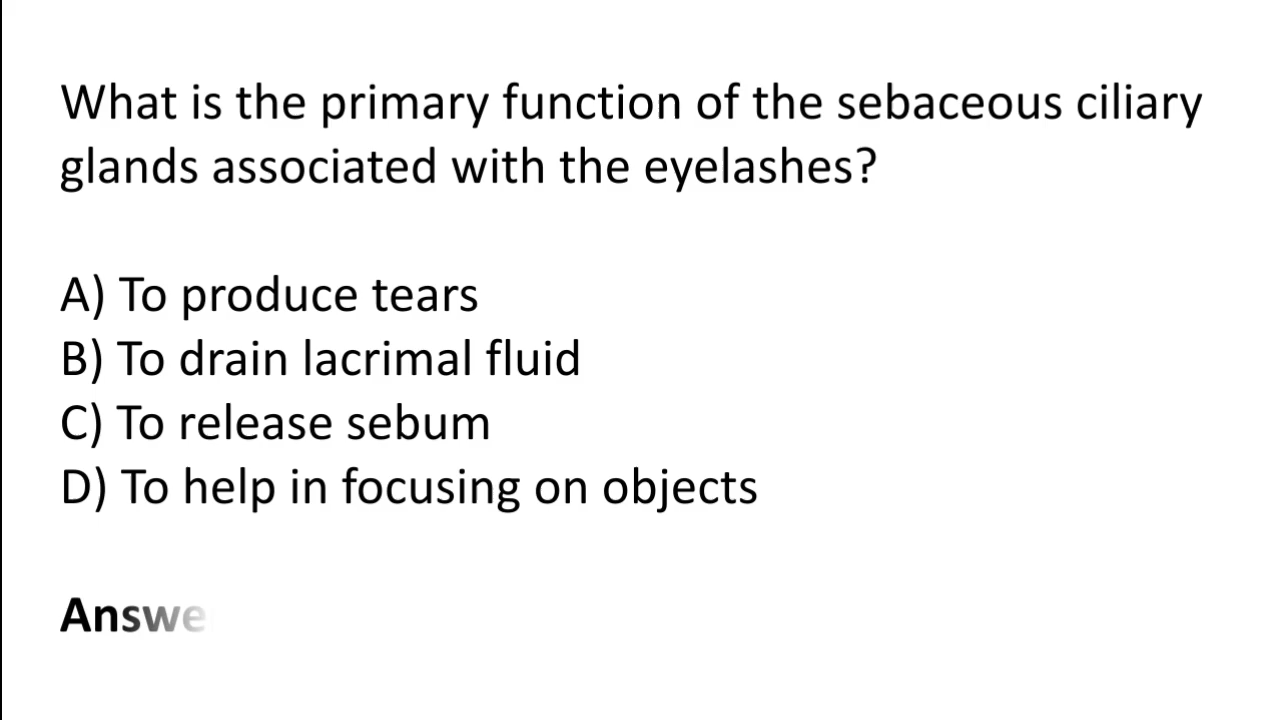 What is the primary function of the sebaceous ciliary
glands associated with the eyelashes?
A) To produce tears
B) To drain lacrimal fluid
C) To release sebum
D) To help in focusing on objects
Answe